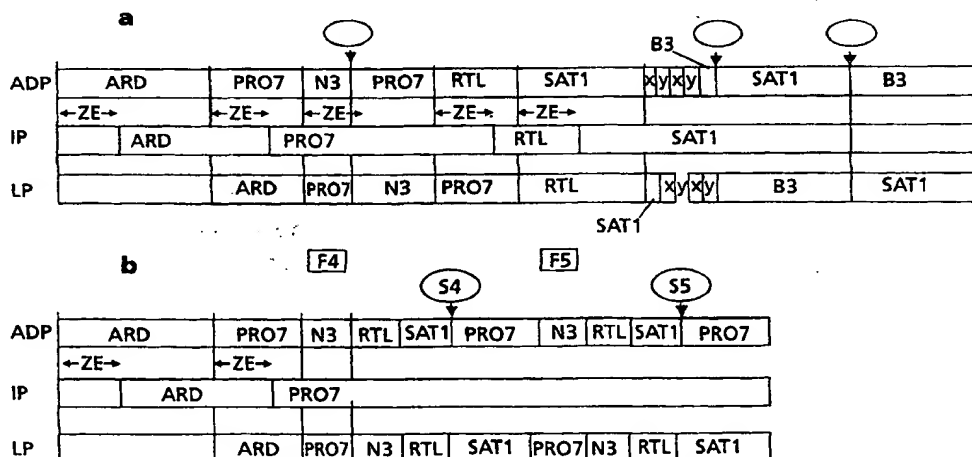 a
B3
ADP ARD PRO7 N3 PRO7 RTL SAT1 x y x y SAT1 B3
ZE ZE ZE ZE ZE
IP ARD PRO7 RTL SAT1
LP ARD PRO7 N3 PRO7 RTL x y x y B3 SAT1
SAT1
b F4 F5
S4 S5
ADP ARD PRO7 N3 RTL SAT1 PRO7 N3 RTL SAT1 PRO7
ZE ZE
IP ARD PRO7
LP ARD PRO7 N3 RTL SAT1 PRO7 N3 RTL SAT1